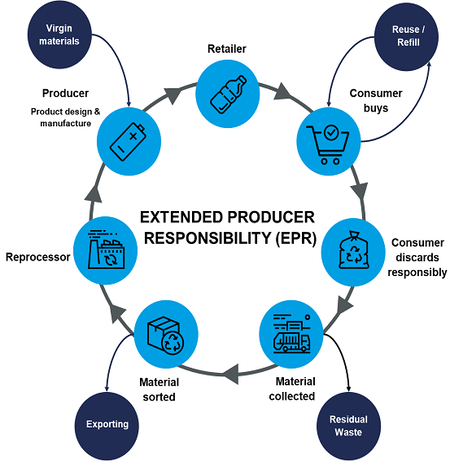 Virgin
materials
Retailer
Reuse /
Refill
Producer
Product design &
manufacture
Consumer
buys
EXTENDED PRODUCER
RESPONSIBILITY (EPR)
Reprocessor
Consumer
discards
responsibly
Material
sorted
Material
collected
Exporting
Residual
Waste